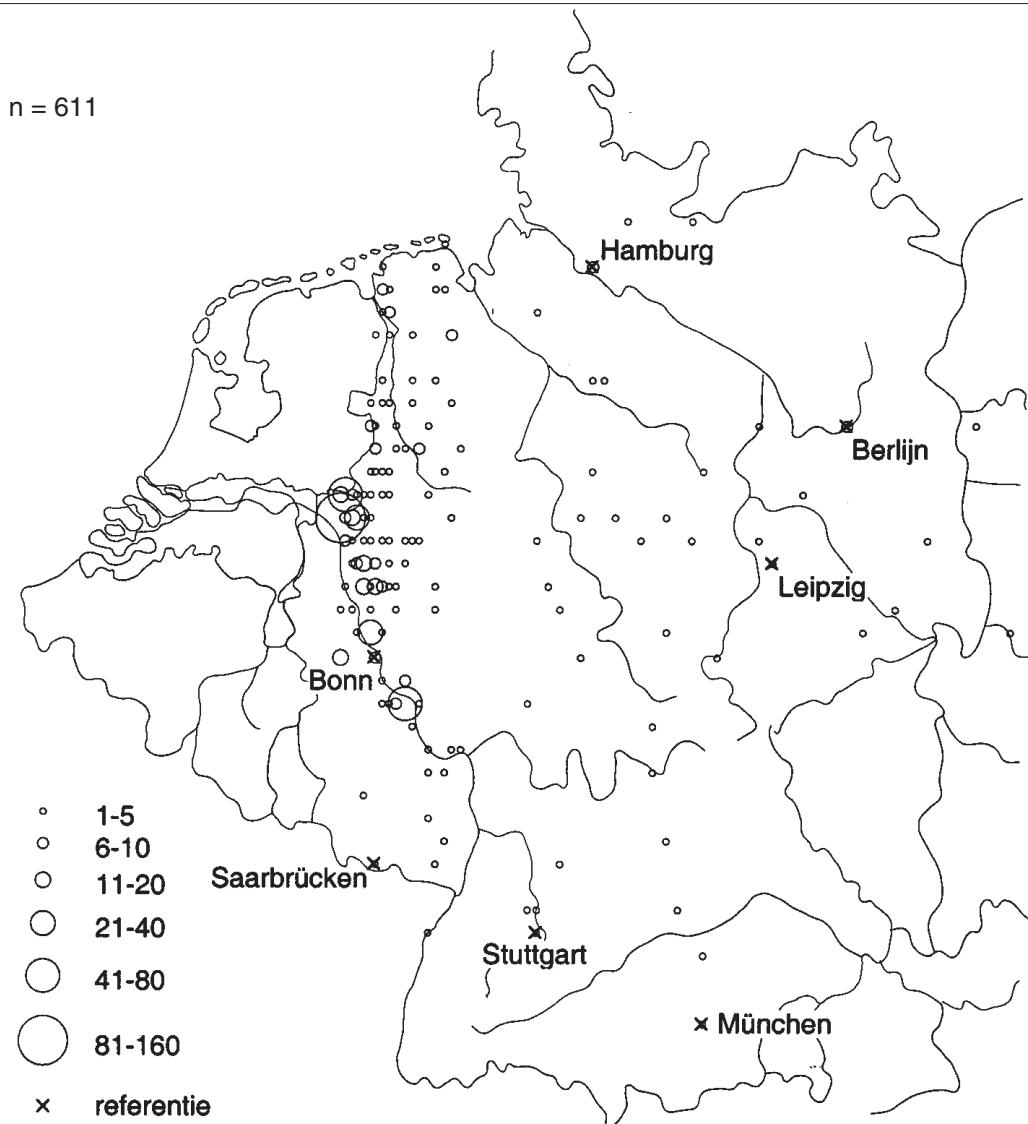 n = 611
Hamburg
Berlijn
Leipzig
Bonn
Saarbrücken
Stuttgart
München
1-5
6-10
11-20
21-40
41-80
81-160
referentie